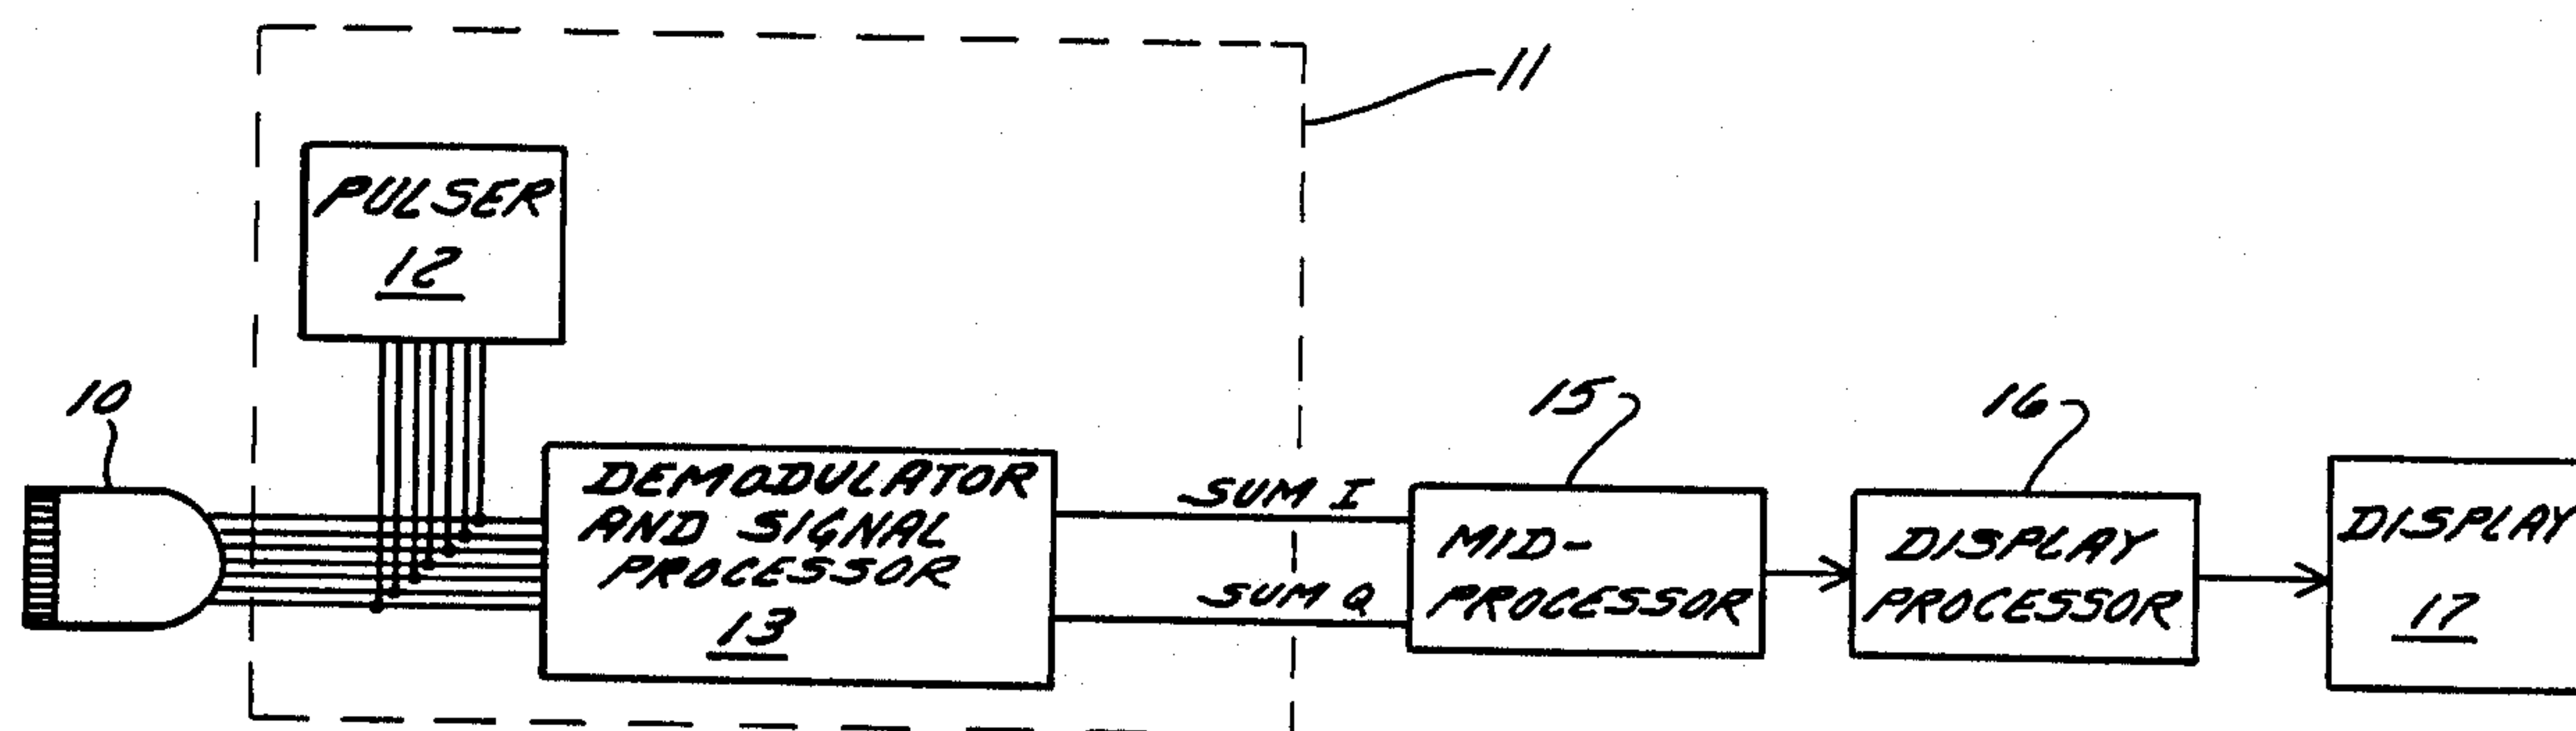 11
PULSER
12
10
15
16
DEMODULATOR
AND SIGNAL
PROCESSOR
13
SUM I
SUM Q
MID-
PROCESSOR
DISPLAY
PROCESSOR
DISPLAY
17